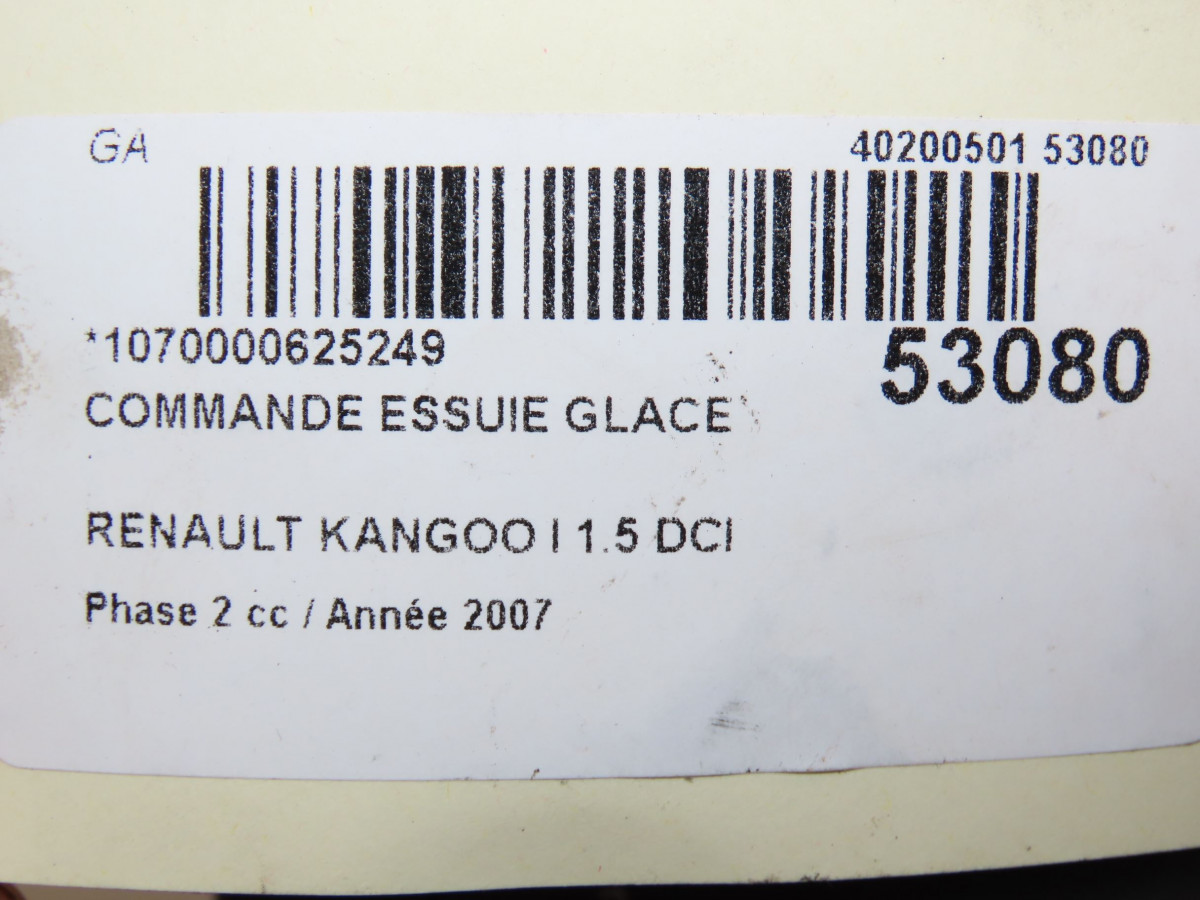 GA 40200501 53080
*1070000625249 53080
COMMANDE ESSUIE GLACE
RENAULT KANGOO I 1.5 DCI
Phase 2 cc / Année 2007